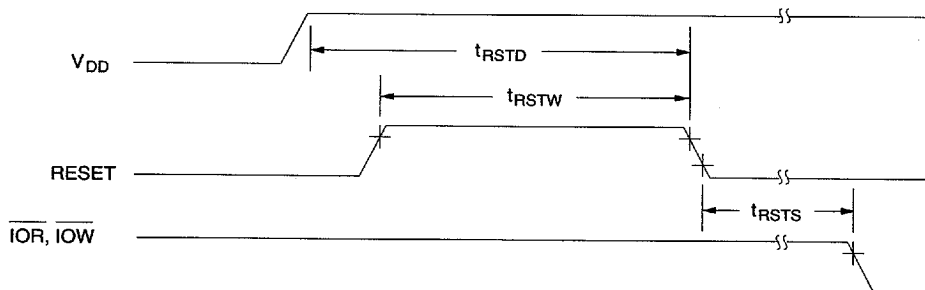 VDD
tRSTD
tRSTW
RESET
tRSTS
IOR, IOW